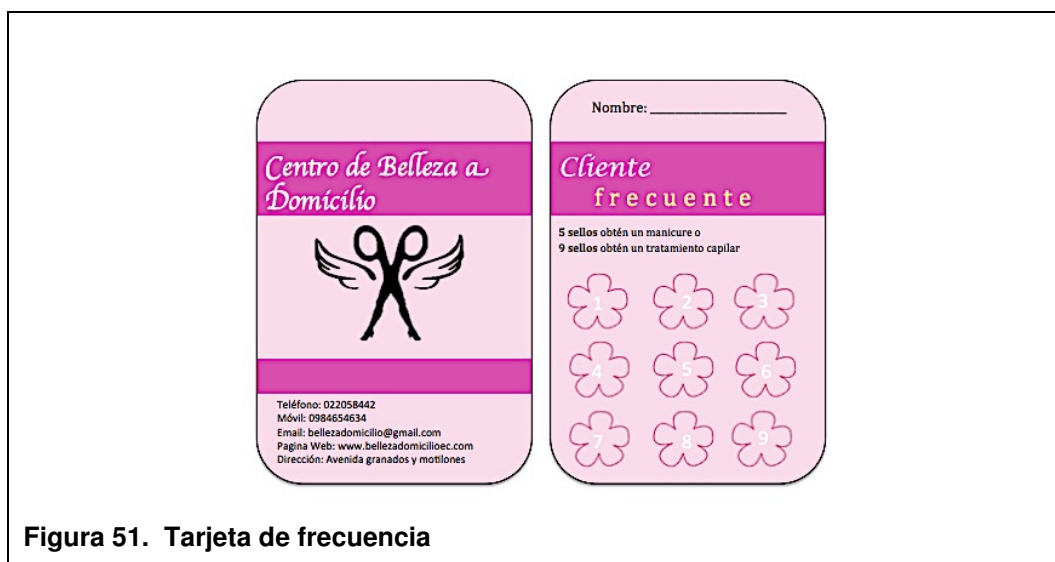 Centro de Belleza a
Domicilio
Teléfono: 022058442
Móvil: 0984654634
Email: bellezadomicilio@gmail.com
Pagina Web: www.bellezadomicilioec.com
Dirección: Avenida granados y motilones
Nombre: ____________________
Cliente
frecuente
5 sellos obtén un manicure o
9 sellos obtén un tratamiento capilar
1 2 3
4 5 6
7 8 9
Figura 51. Tarjeta de frecuencia